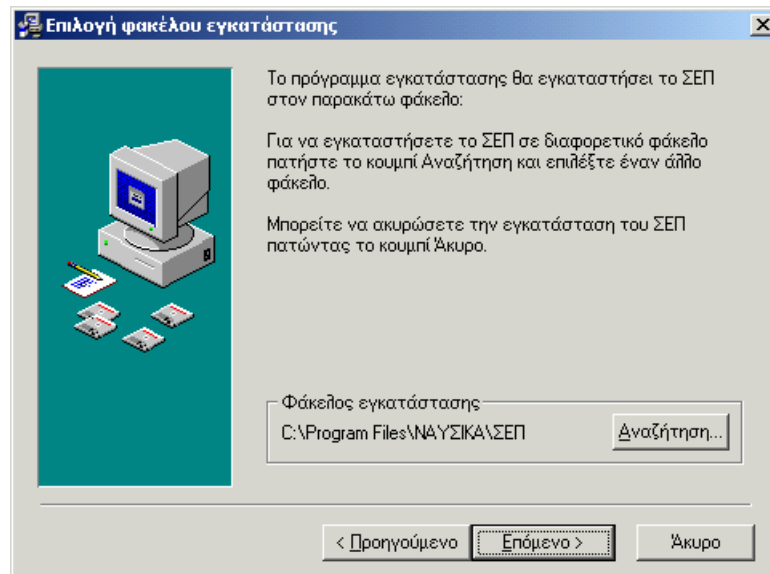 Επιλογή φακέλου εγκατάστασης
Το πρόγραμμα εγκατάστασης θα εγκαταστήσει το ΣΕΠ
στον παρακάτω φάκελο:
Για να εγκαταστήσετε το ΣΕΠ σε διαφορετικό φάκελο
πατήστε το κουμπί Αναζήτηση και επιλέξτε έναν άλλο
φάκελο.
Μπορείτε να ακυρώσετε την εγκατάσταση του ΣΕΠ
πατώντας το κουμπί Άκυρο.
Φάκελος εγκατάστασης
C:\Program Files\ΝΑΥΣΙΚΑ\ΣΕΠ
Αναζήτηση...
< Προηγούμενο
Επόμενο >
Άκυρο